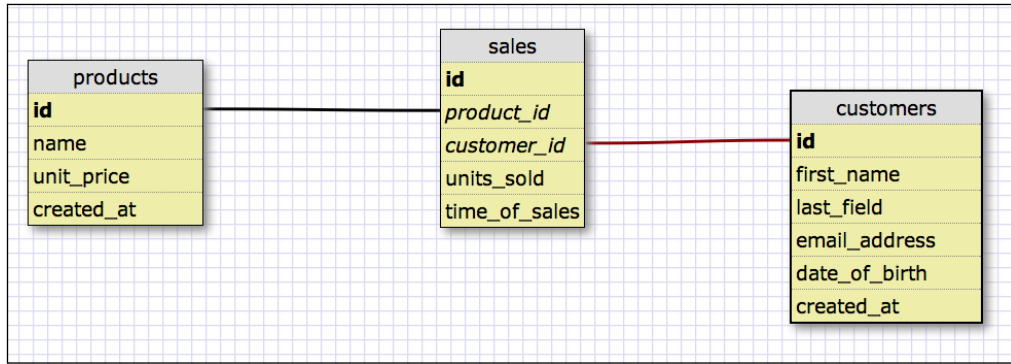 products
id
name
unit_price
created_at
sales
id
product_id
customer_id
units_sold
time_of_sales
customers
id
first_name
last_field
email_address
date_of_birth
created_at